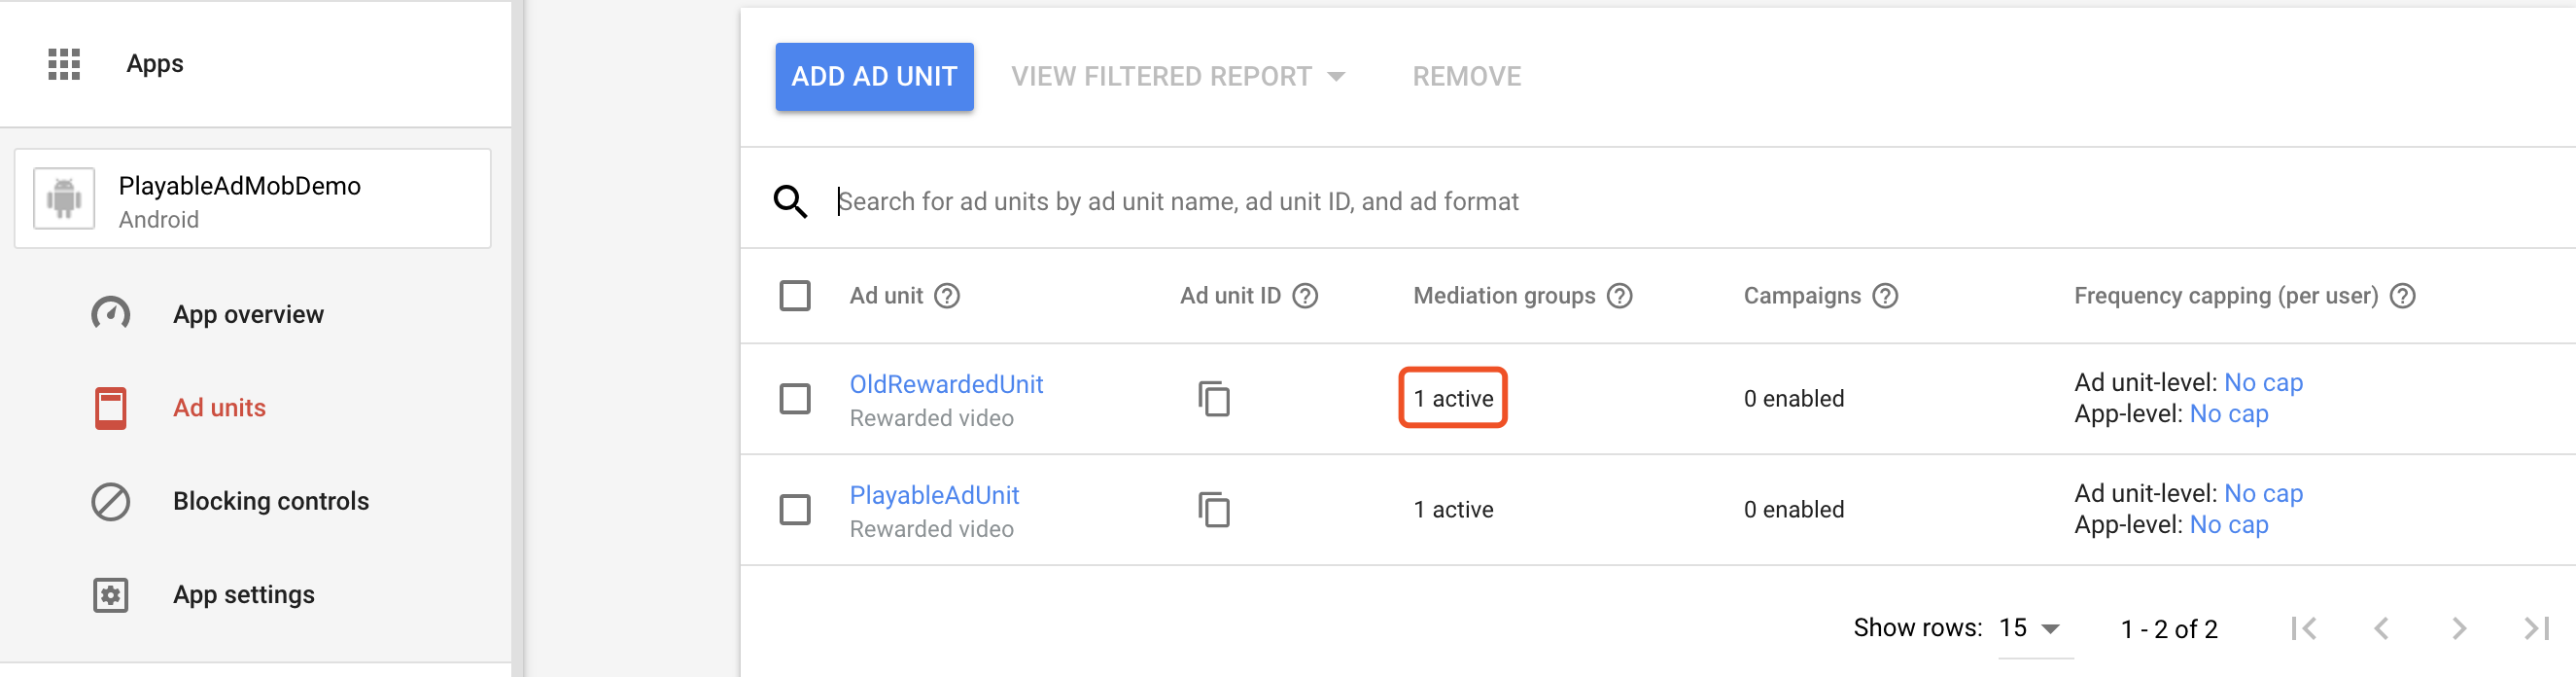 Apps
PlayableAdMobDemo
Android
App overview
Ad units
Blocking controls
App settings
ADD AD UNIT VIEW FILTERED REPORT REMOVE
Search for ad units by ad unit name, ad unit ID, and ad format
Ad unit Ad unit ID Mediation groups Campaigns Frequency capping (per user)
OldRewardedUnit
Rewarded video
1 active
0 enabled
Ad unit-level: No cap
App-level: No cap
PlayableAdUnit
Rewarded video
1 active
0 enabled
Ad unit-level: No cap
App-level: No cap
Show rows: 15 1 - 2 of 2